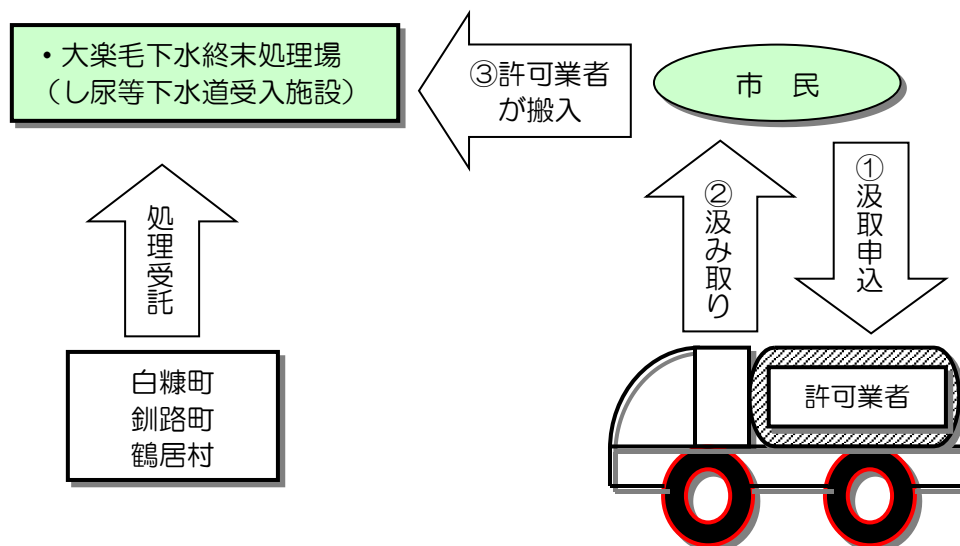 ・大楽毛下水終末処理場
（し尿等下水道受入施設）
③許可業者
が搬入
市　民
①汲取申込
②汲み取り
処理受託
白糠町
釧路町
鶴居村
許可業者